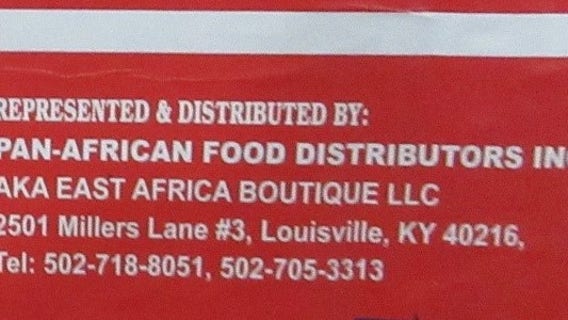 REPRESENTED & DISTRIBUTED BY:
PAN-AFRICAN FOOD DISTRIBUTORS IN
AKA EAST AFRICA BOUTIQUE LLC
2501 Millers Lane #3, Louisville, KY 40216,
Tel: 502-718-8051, 502-705-3313